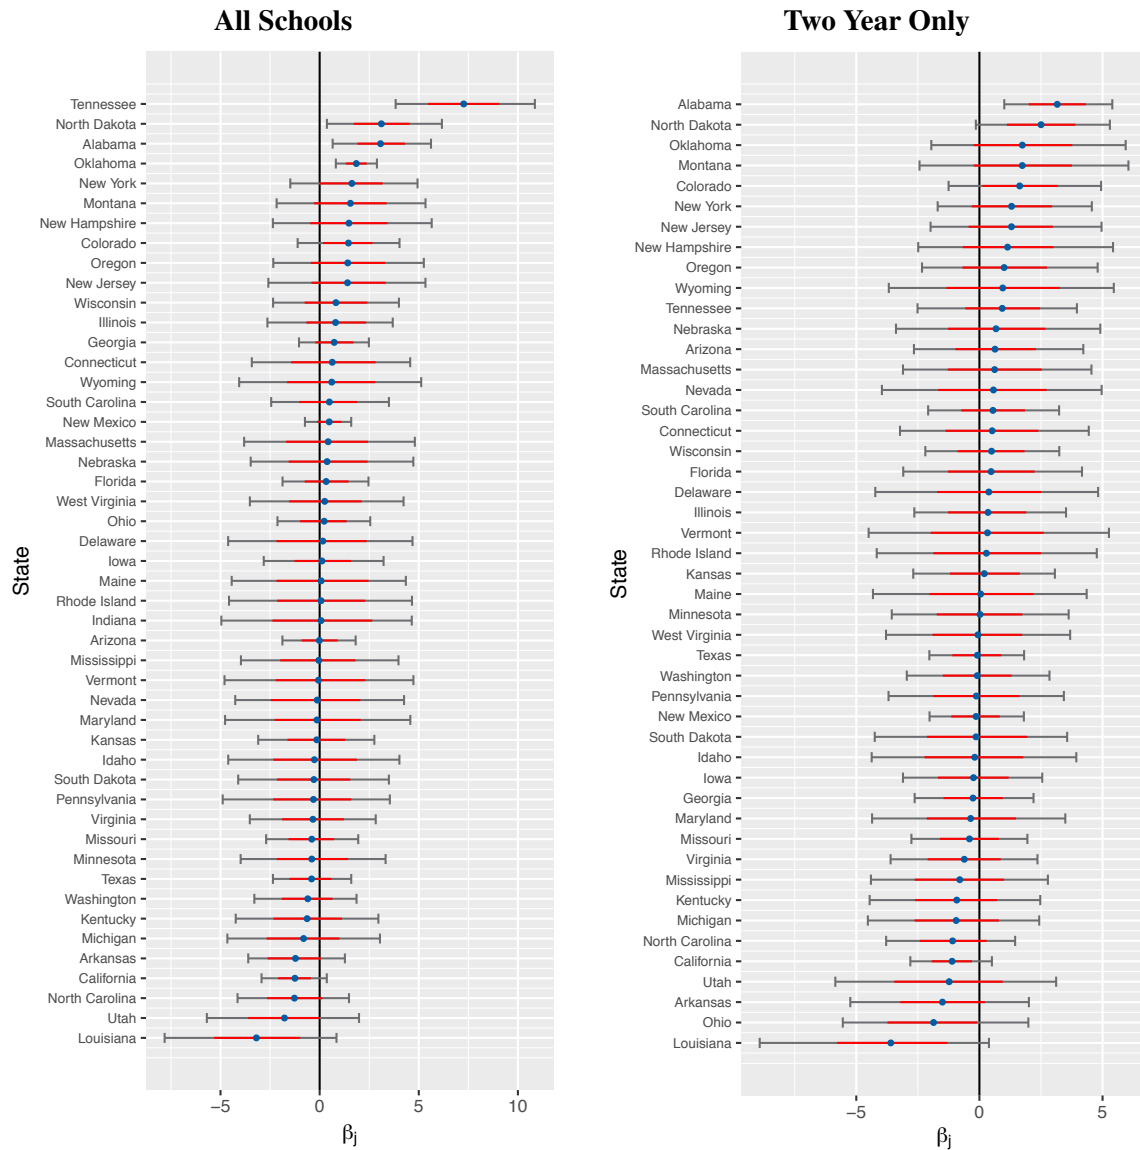 All Schools
Tennessee
North Dakota
Alabama
Oklahoma
New York
Montana
New Hampshire
Colorado
Oregon
New Jersey
Wisconsin
Illinois
Georgia
Connecticut
Wyoming
South Carolina
New Mexico
Massachusetts
Nebraska
Florida
West Virginia
Ohio
Delaware
Iowa
Maine
Rhode Island
Indiana
Arizona
Mississippi
Vermont
Nevada
Maryland
Kansas
Idaho
South Dakota
Pennsylvania
Virginia
Missouri
Minnesota
Texas
Washington
Kentucky
Michigan
Arkansas
California
North Carolina
Utah
Louisiana
State
−5 0 5 10
βj
Two Year Only
Alabama
North Dakota
Oklahoma
Montana
Colorado
New York
New Jersey
New Hampshire
Oregon
Wyoming
Tennessee
Nebraska
Arizona
Massachusetts
Nevada
South Carolina
Connecticut
Wisconsin
Florida
Delaware
Illinois
Vermont
Rhode Island
Kansas
Maine
Minnesota
West Virginia
Texas
Washington
Pennsylvania
New Mexico
South Dakota
Idaho
Iowa
Georgia
Maryland
Missouri
Virginia
Mississippi
Kentucky
Michigan
North Carolina
California
Utah
Arkansas
Ohio
Louisiana
State
−5 0 5
βj